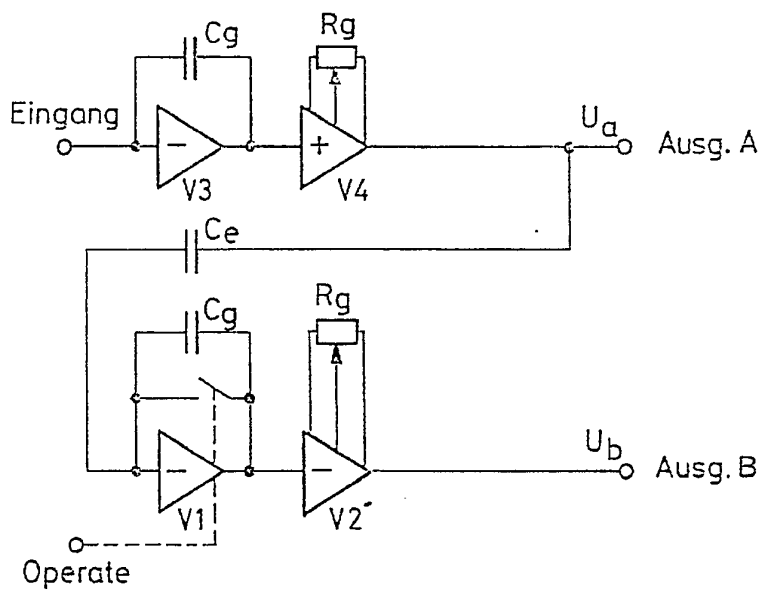 Cg
Rg
Eingang
-
+
Ua
Ausg. A
V3
V4
Ce
Cg
Rg
-
-
Ub
Ausg. B
V1
V2
Operate